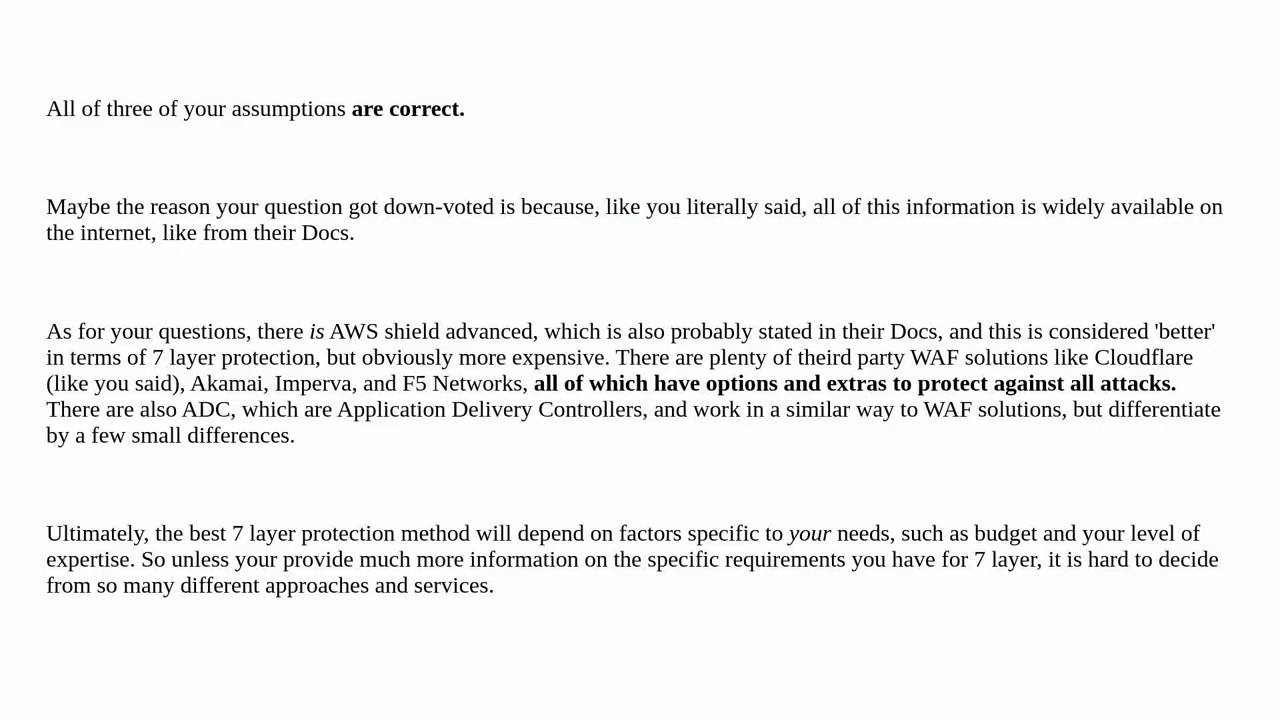 All of three of your assumptions are correct.
Maybe the reason your question got down-voted is because, like you literally said, all of this information is widely available on
the internet, like from their Docs.
As for your questions, there is AWS shield advanced, which is also probably stated in their Docs, and this is considered 'better'
in terms of 7 layer protection, but obviously more expensive. There are plenty of theird party WAF solutions like Cloudflare
(like you said), Akamai, Imperva, and F5 Networks, all of which have options and extras to protect against all attacks.
There are also ADC, which are Application Delivery Controllers, and work in a similar way to WAF solutions, but differentiate
by a few small differences.
Ultimately, the best 7 layer protection method will depend on factors specific to your needs, such as budget and your level of
expertise. So unless your provide much more information on the specific requirements you have for 7 layer, it is hard to decide
from so many different approaches and services.